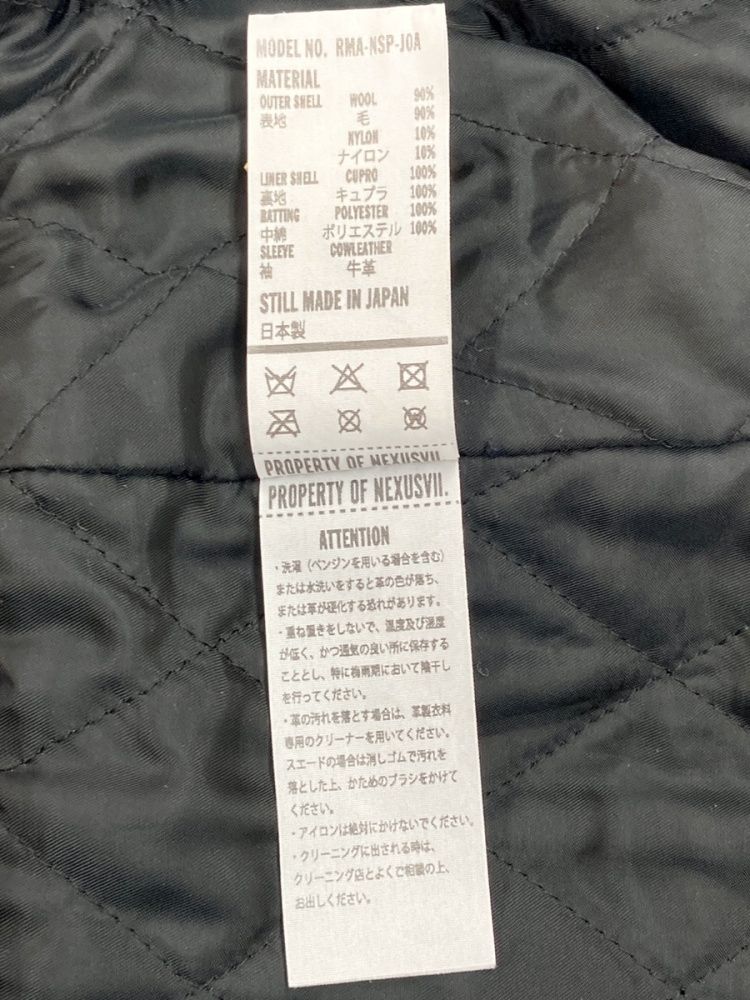 MODEL NO. RMA-NSP-J0A
MATERIAL
OUTER SHELL WOOL 90%
表地 毛 90%
NYLON 10%
ナイロン 10%
LINER SHELL CUPRO 100%
裏地 キュプラ 100%
BATTING POLYESTER 100%
中綿 ポリエステル 100%
SLEEVE COWLEATHER
袖 牛革
STILL MADE IN JAPAN
日本製
PROPERTY OF NEXUSVII.
PROPERTY OF NEXUSVII.
ATTENTION
・洗濯（ベンジンを用いる場合を含む）
または水洗いをすると革の色が落ち、
または革が硬化する恐れがあります。
・重ね置きをしないで、温度及び湿度
が低く、かつ通気の良い所に保存する
こととし、特に梅雨期において陰干し
を行ってください。
・革の汚れを落とす場合は、革製衣料
専用のクリーナーを用いてください。
スエードの場合は消しゴムで汚れを
落とした上、かためのブラシをかけて
ください。
・アイロンは絶対にかけないでください。
・クリーニングに出される時は、
クリーニング店とよくご相談の上、
お出しください。